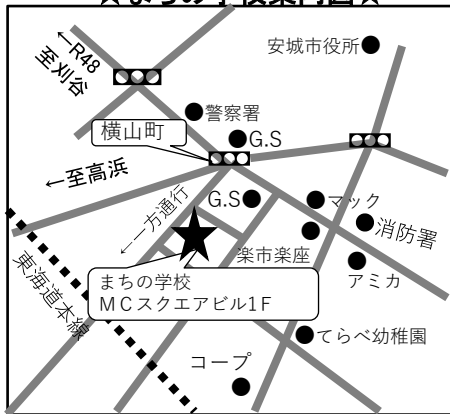 ★まちの学校案内図★
安城市役所
←R48
至刈谷
警察署
横山町
G.S
←至高浜
←一方通行
G.S
マック
消防署
楽市楽座
アミカ
まちの学校
ＭＣスクエアビル1Ｆ
東海道本線
てらべ幼稚園
コープ